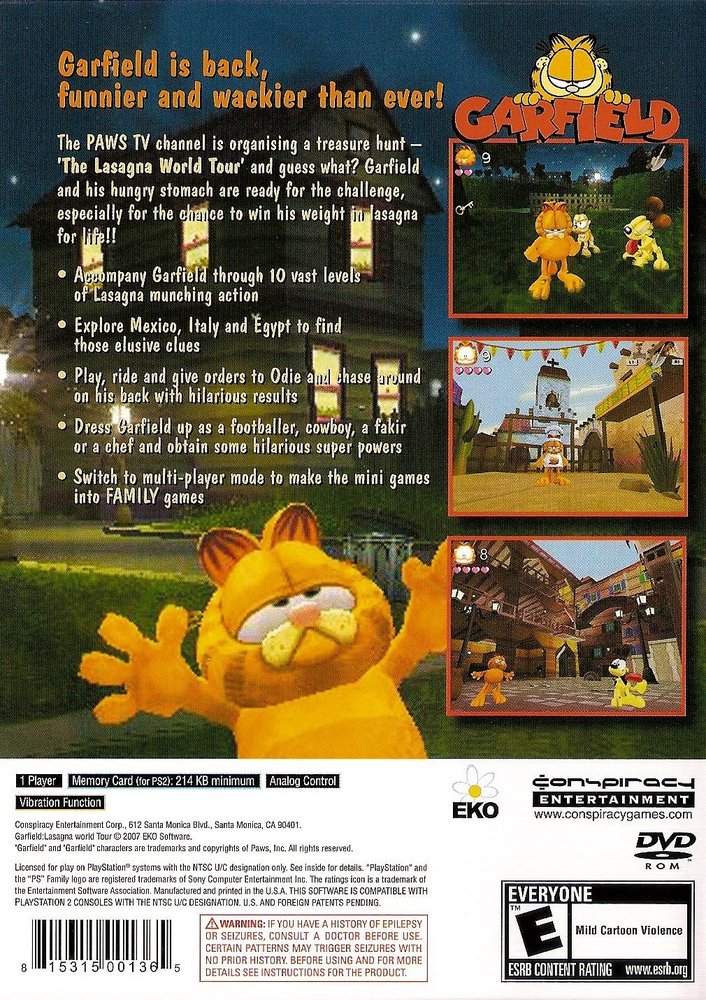 Garfield is back,
funnier and wackier than ever!
GARFIELD
The PAWS TV channel is organising a treasure hunt –
'The Lasagna World Tour' and guess what? Garfield
and his hungry stomach are ready for the challenge,
especially for the chance to win his weight in lasagna
for life!!
• Accompany Garfield through 10 vast levels
of Lasagna munching action
• Explore Mexico, Italy and Egypt to find
those elusive clues
• Play, ride and give orders to Odie and chase around
on his back with hilarious results
• Dress Garfield up as a footballer, cowboy, a fakir
or a chef and obtain some hilarious super powers
• Switch to multi-player mode to make the mini games
into FAMILY games
9
9
8
1 Player Memory Card (for PS2): 214 KB minimum Analog Control
Vibration Function
EKO
conspiracy
ENTERTAINMENT
www.conspiracygames.com
Conspiracy Entertainment Corp., 612 Santa Monica Blvd., Santa Monica, CA 90401.
Garfield:Lasagna world Tour © 2007 EKO Software.
"Garfield" and "Garfield" characters are trademarks and copyrights of Paws, Inc. All rights reserved.
DVD
ROM
Licensed for play on PlayStation® systems with the NTSC U/C designation only. See inside for details. "PlayStation" and
the "PS" Family logo are registered trademarks of Sony Computer Entertainment Inc. The ratings icon is a trademark of
the Entertainment Software Association. Manufactured and printed in the U.S.A. THIS SOFTWARE IS COMPATIBLE WITH
PLAYSTATION 2 CONSOLES WITH THE NTSC U/C DESIGNATION. U.S. AND FOREIGN PATENTS PENDING.
8 15315 00136 5
WARNING: IF YOU HAVE A HISTORY OF EPILEPSY
OR SEIZURES, CONSULT A DOCTOR BEFORE USE.
CERTAIN PATTERNS MAY TRIGGER SEIZURES WITH
NO PRIOR HISTORY. BEFORE USING AND FOR MORE
DETAILS SEE INSTRUCTIONS FOR THE PRODUCT.
EVERYONE
E
Mild Cartoon Violence
ESRB CONTENT RATING www.esrb.org